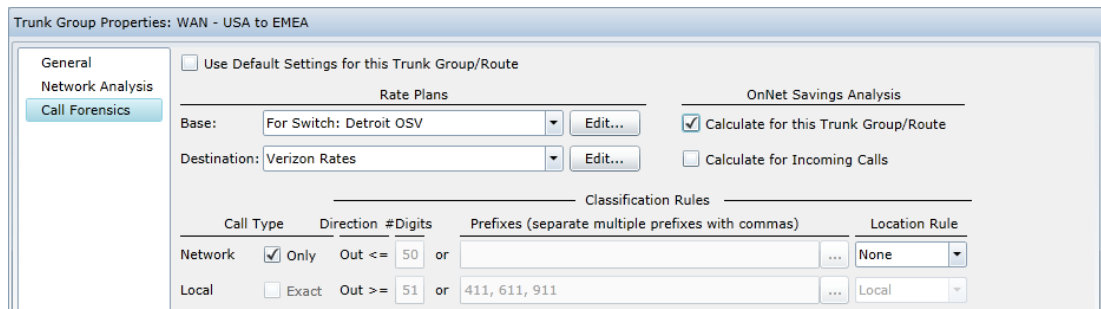 Trunk Group Properties: WAN - USA to EMEA
General
Network Analysis
Call Forensics
Use Default Settings for this Trunk Group/Route
Rate Plans
OnNet Savings Analysis
Base: For Switch: Detroit OSV Edit...
Calculate for this Trunk Group/Route
Destination: Verizon Rates Edit...
Calculate for Incoming Calls
Classification Rules
Call Type Direction #Digits Prefixes (separate multiple prefixes with commas) Location Rule
Network Only Out <= 50 or ... None
Local Exact Out >= 51 or 411, 611, 911 ... Local